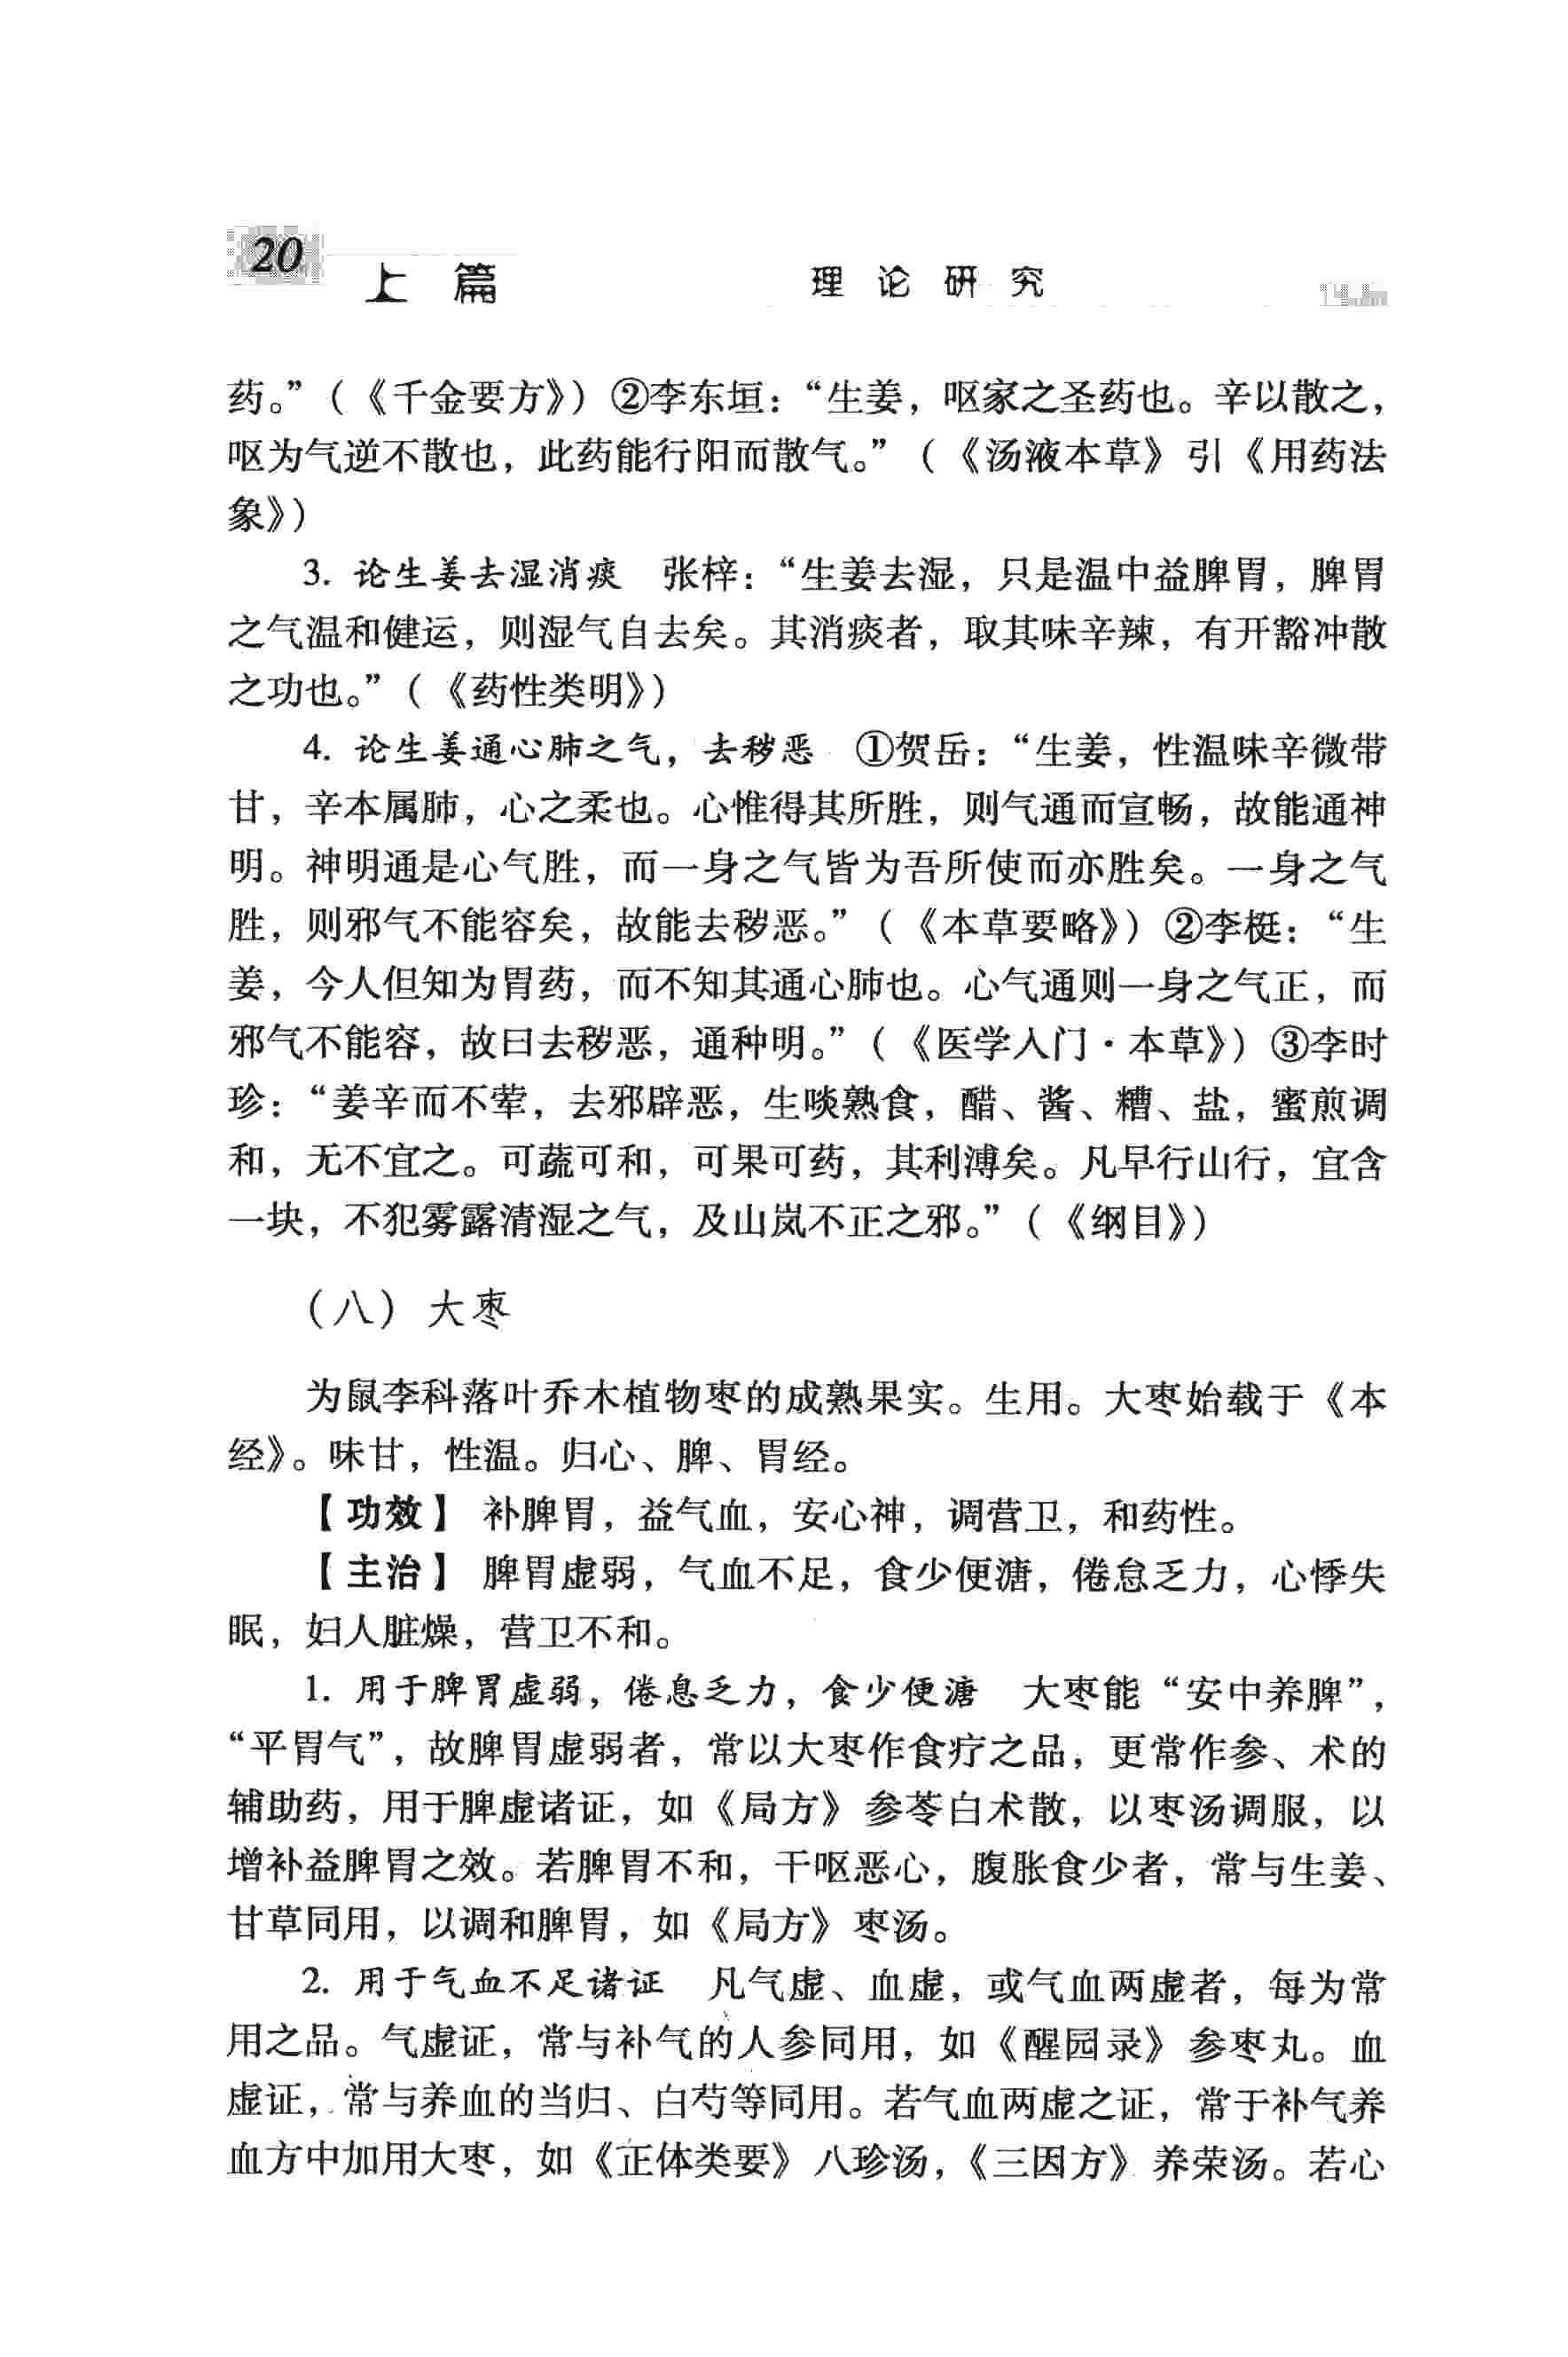 20
上 篇 理 论 研 究
药。”(《千金要方》)②李东垣:“生姜,呕家之圣药也。辛以散之,
呕为气逆不散也,此药能行阳而散气。”(《汤液本草》引《用药法
象》)
3. 论生姜去湿消痰 张梓:“生姜去湿,只是温中益脾胃,脾胃
之气温和健运,则湿气自去矣。其消痰者,取其味辛辣,有开豁冲散
之功也。”(《药性类明》)
4. 论生姜通心肺之气,去秽恶 ①贺岳:“生姜,性温味辛微带
甘,辛本属肺,心之柔也。心惟得其所胜,则气通而宣畅,故能通神
明。神明通是心气胜,而一身之气皆为吾所使而亦胜矣。一身之气
胜,则邪气不能容矣,故能去秽恶。”(《本草要略》)②李梃:“生
姜,今人但知为胃药,而不知其通心肺也。心气通则一身之气正,而
邪气不能容,故曰去秽恶,通种明。”(《医学入门·本草》)③李时
珍:“姜辛而不荤,去邪辟恶,生啖熟食,醋、酱、糟、盐,蜜煎调
和,无不宜之。可蔬可和,可果可药,其利溥矣。凡早行山行,宜含
一块,不犯雾露清湿之气,及山岚不正之邪。”(《纲目》)
(八)大枣
为鼠李科落叶乔木植物枣的成熟果实。生用。大枣始载于《本
经》。味甘,性温。归心、脾、胃经。
【功效】 补脾胃,益气血,安心神,调营卫,和药性。
【主治】 脾胃虚弱,气血不足,食少便溏,倦怠乏力,心悸失
眠,妇人脏燥,营卫不和。
1. 用于脾胃虚弱,倦息乏力,食少便溏 大枣能“安中养脾”,
“平胃气”,故脾胃虚弱者,常以大枣作食疗之品,更常作参、术的
辅助药,用于脾虚诸证,如《局方》参苓白术散,以枣汤调服,以
增补益脾胃之效。若脾胃不和,干呕恶心,腹胀食少者,常与生姜、
甘草同用,以调和脾胃,如《局方》枣汤。
2. 用于气血不足诸证 凡气虚、血虚,或气血两虚者,每为常
用之品。气虚证,常与补气的人参同用,如《醒园录》参枣丸。血
虚证,常与养血的当归、白芍等同用。若气血两虚之证,常于补气养
血方中加用大枣,如《正体类要》八珍汤,《三因方》养荣汤。若心